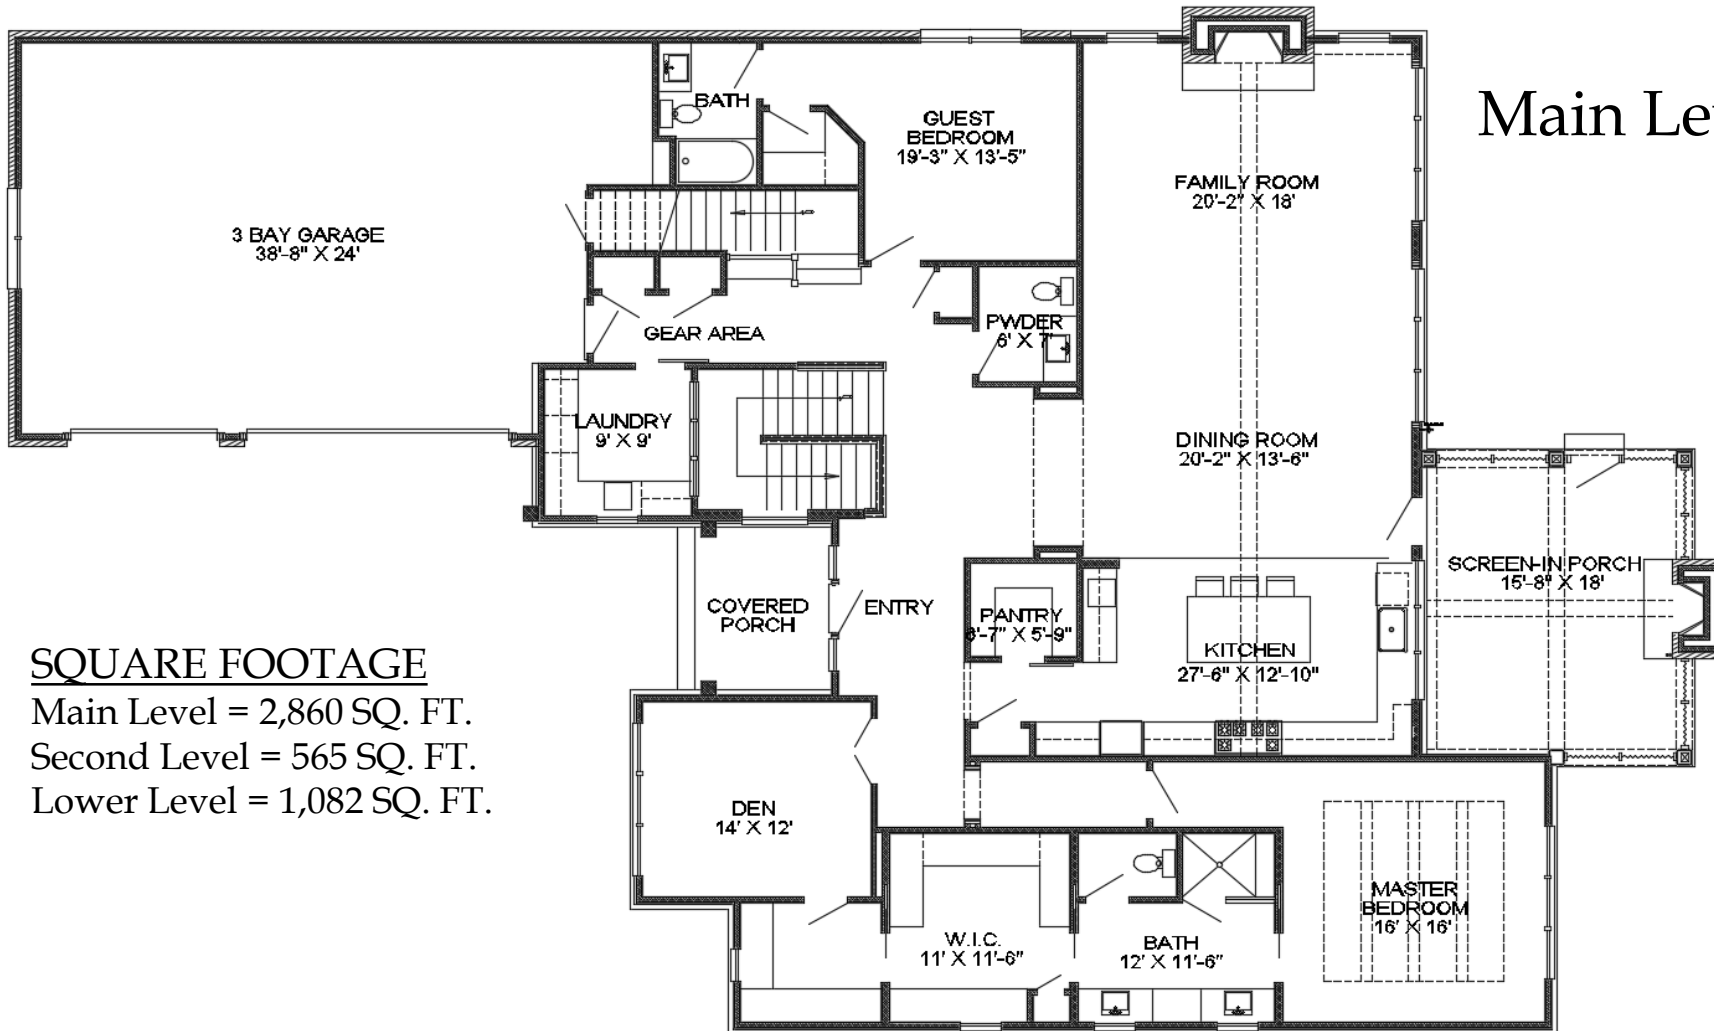 Main Le
BATH
GUEST
BEDROOM
19'-3" X 13'-5"
FAMILY ROOM
20'-2" X 18'
3 BAY GARAGE
38'-8" X 24'
GEAR AREA
PWDER
6' X 7'
LAUNDRY
9' X 9'
DINING ROOM
20'-2" X 13'-6"
SCREEN-IN PORCH
15'-8" X 18'
COVERED
PORCH
ENTRY
PANTRY
6'-7" X 5'-9"
KITCHEN
27'-6" X 12'-10"
SQUARE FOOTAGE
Main Level = 2,860 SQ. FT.
Second Level = 565 SQ. FT.
Lower Level = 1,082 SQ. FT.
DEN
14' X 12'
MASTER
BEDROOM
16' X 16'
W.I.C.
11' X 11'-6"
BATH
12' X 11'-6"